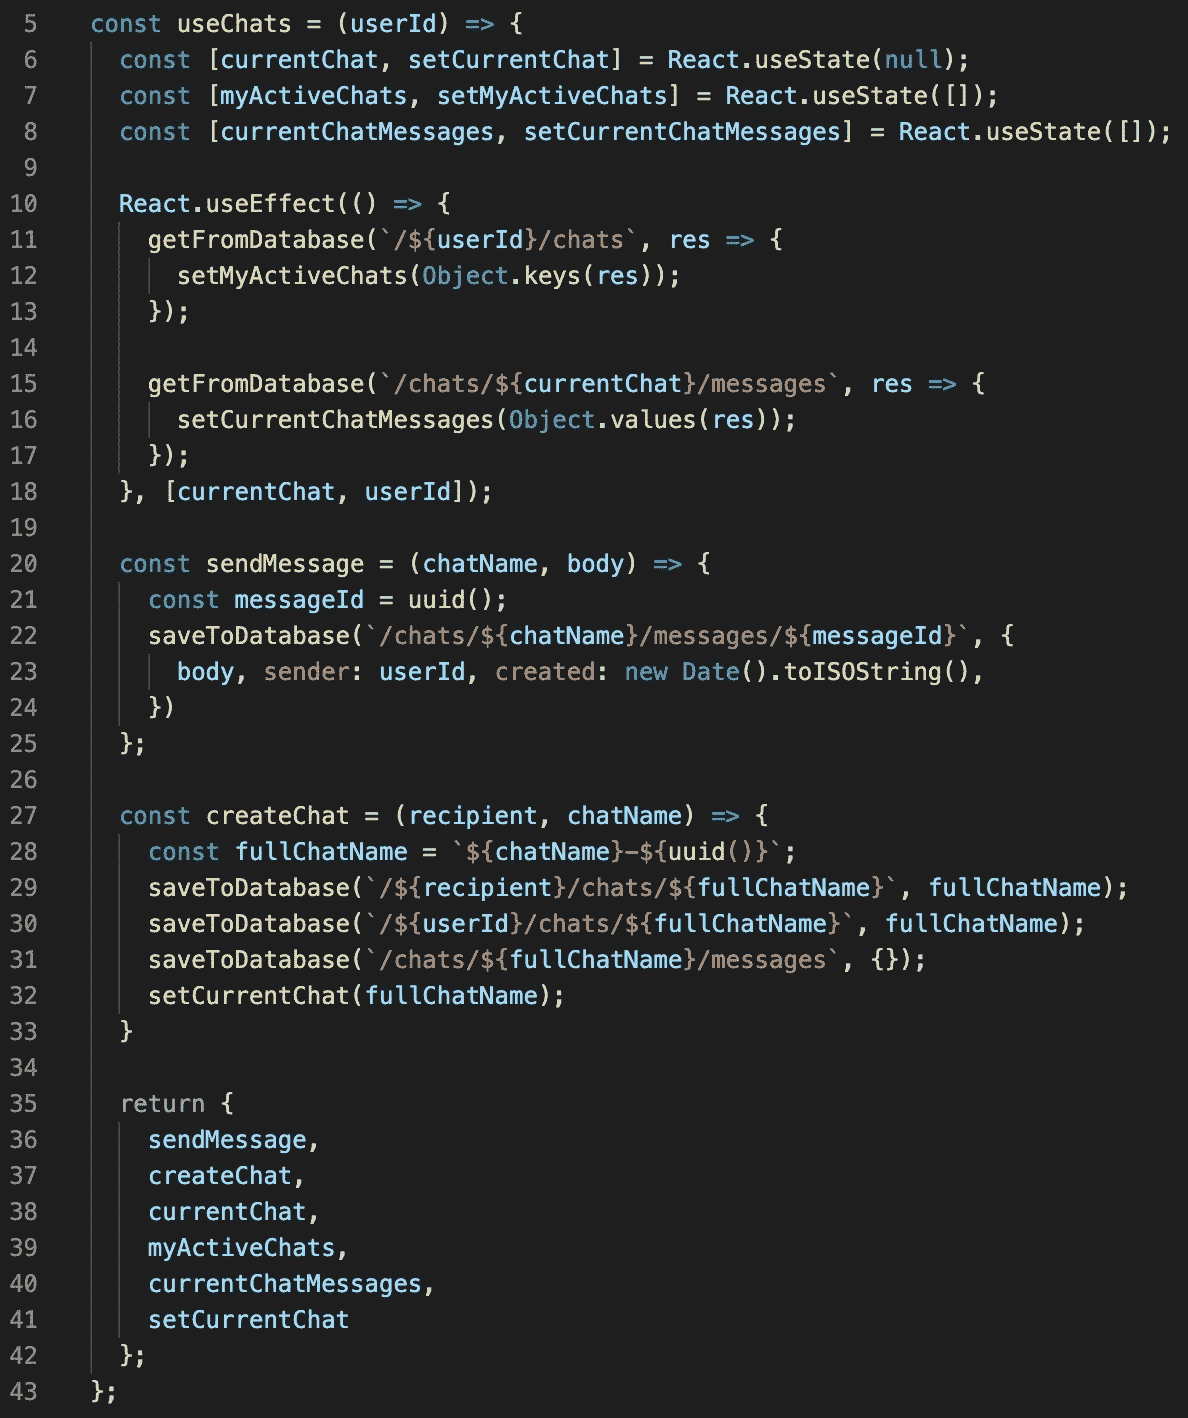 5 const useChats = (userId) => {
6 const [currentChat, setCurrentChat] = React.useState(null);
7 const [myActiveChats, setMyActiveChats] = React.useState([]);
8 const [currentChatMessages, setCurrentChatMessages] = React.useState([]);
9
10 React.useEffect(() => {
11 getFromDatabase(`/${userId}/chats`, res => {
12 setMyActiveChats(Object.keys(res));
13 });
14
15 getFromDatabase(`/chats/${currentChat}/messages`, res => {
16 setCurrentChatMessages(Object.values(res));
17 });
18 }, [currentChat, userId]);
19
20 const sendMessage = (chatName, body) => {
21 const messageId = uuid();
22 saveToDatabase(`/chats/${chatName}/messages/${messageId}`, {
23 body, sender: userId, created: new Date().toISOString(),
24 })
25 };
26
27 const createChat = (recipient, chatName) => {
28 const fullChatName = `${chatName}-${uuid()}`;
29 saveToDatabase(`/${recipient}/chats/${fullChatName}`, fullChatName);
30 saveToDatabase(`/${userId}/chats/${fullChatName}`, fullChatName);
31 saveToDatabase(`/chats/${fullChatName}/messages`, {});
32 setCurrentChat(fullChatName);
33 }
34
35 return {
36 sendMessage,
37 createChat,
38 currentChat,
39 myActiveChats,
40 currentChatMessages,
41 setCurrentChat
42 };
43 };